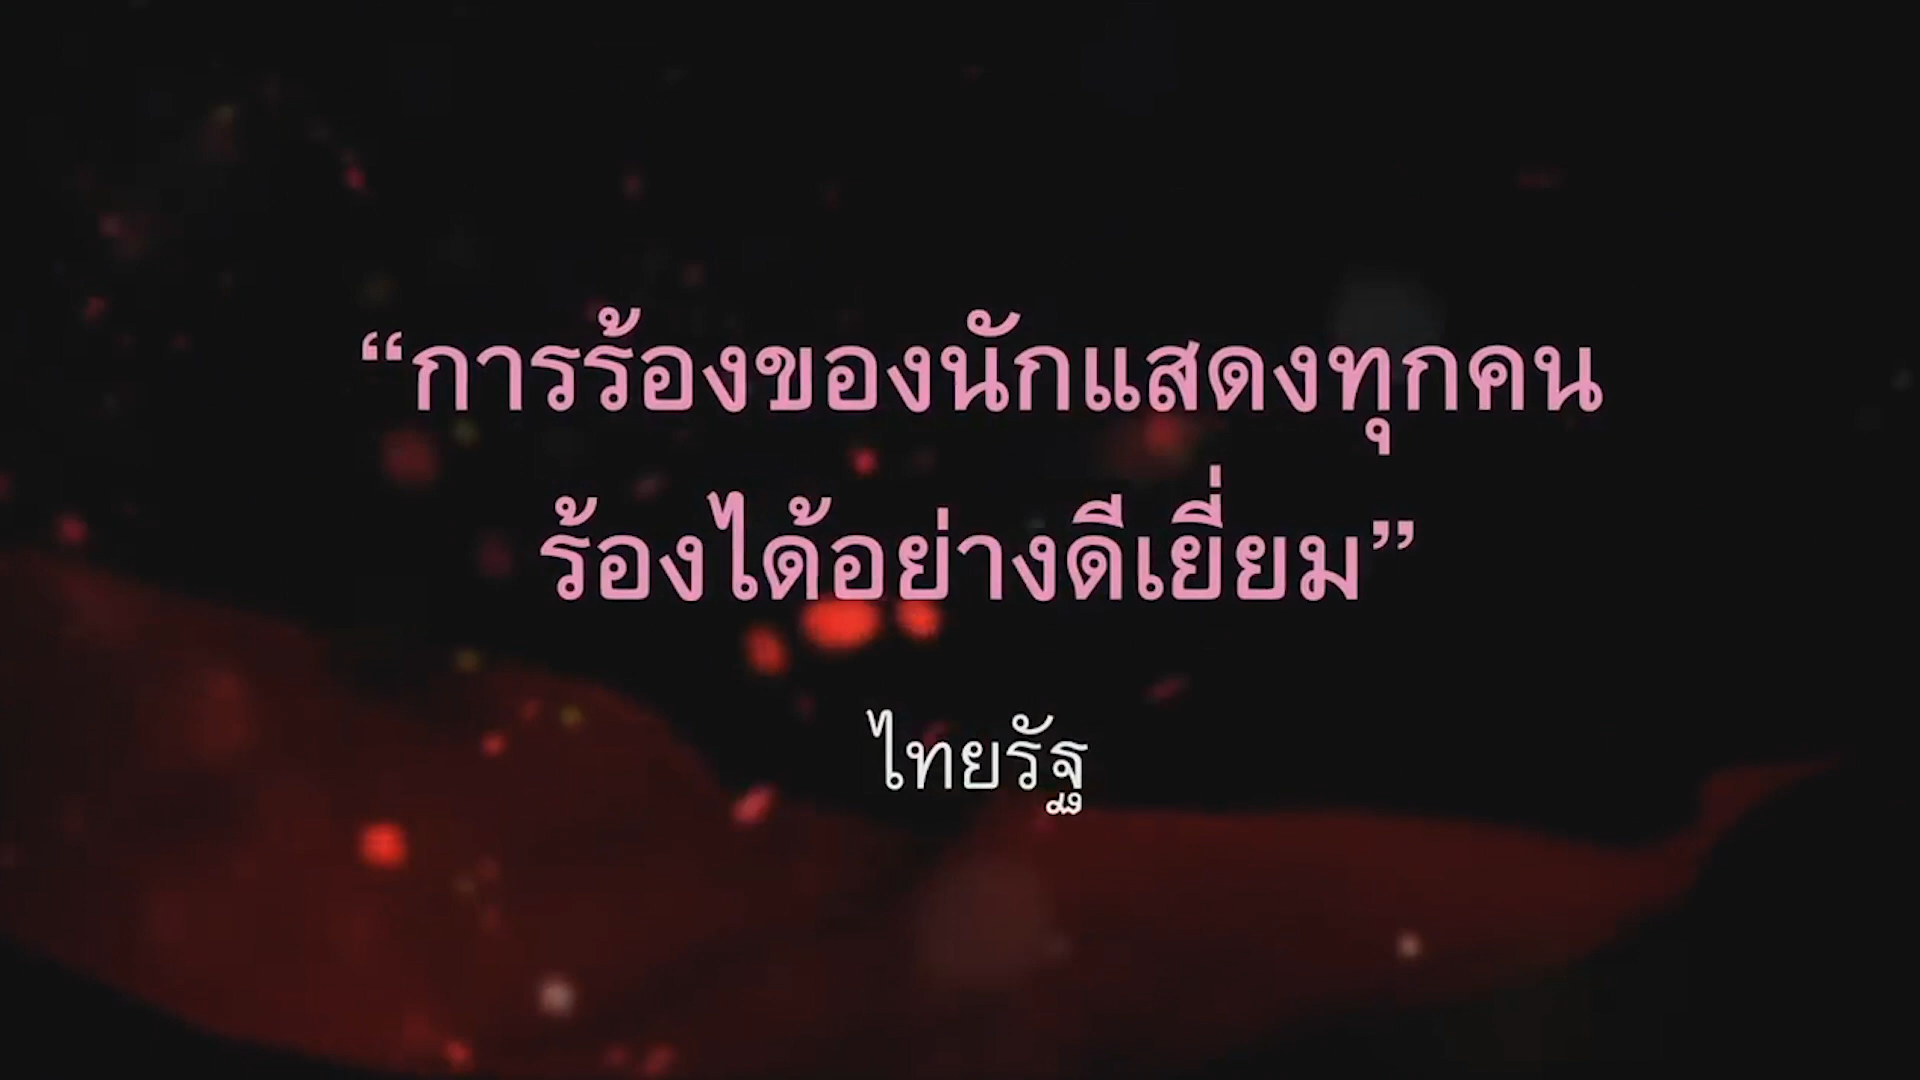 “การร้องของนักแสดงทุกคน
ร้องได้อย่างดีเยี่ยม”
ไทยรัฐ